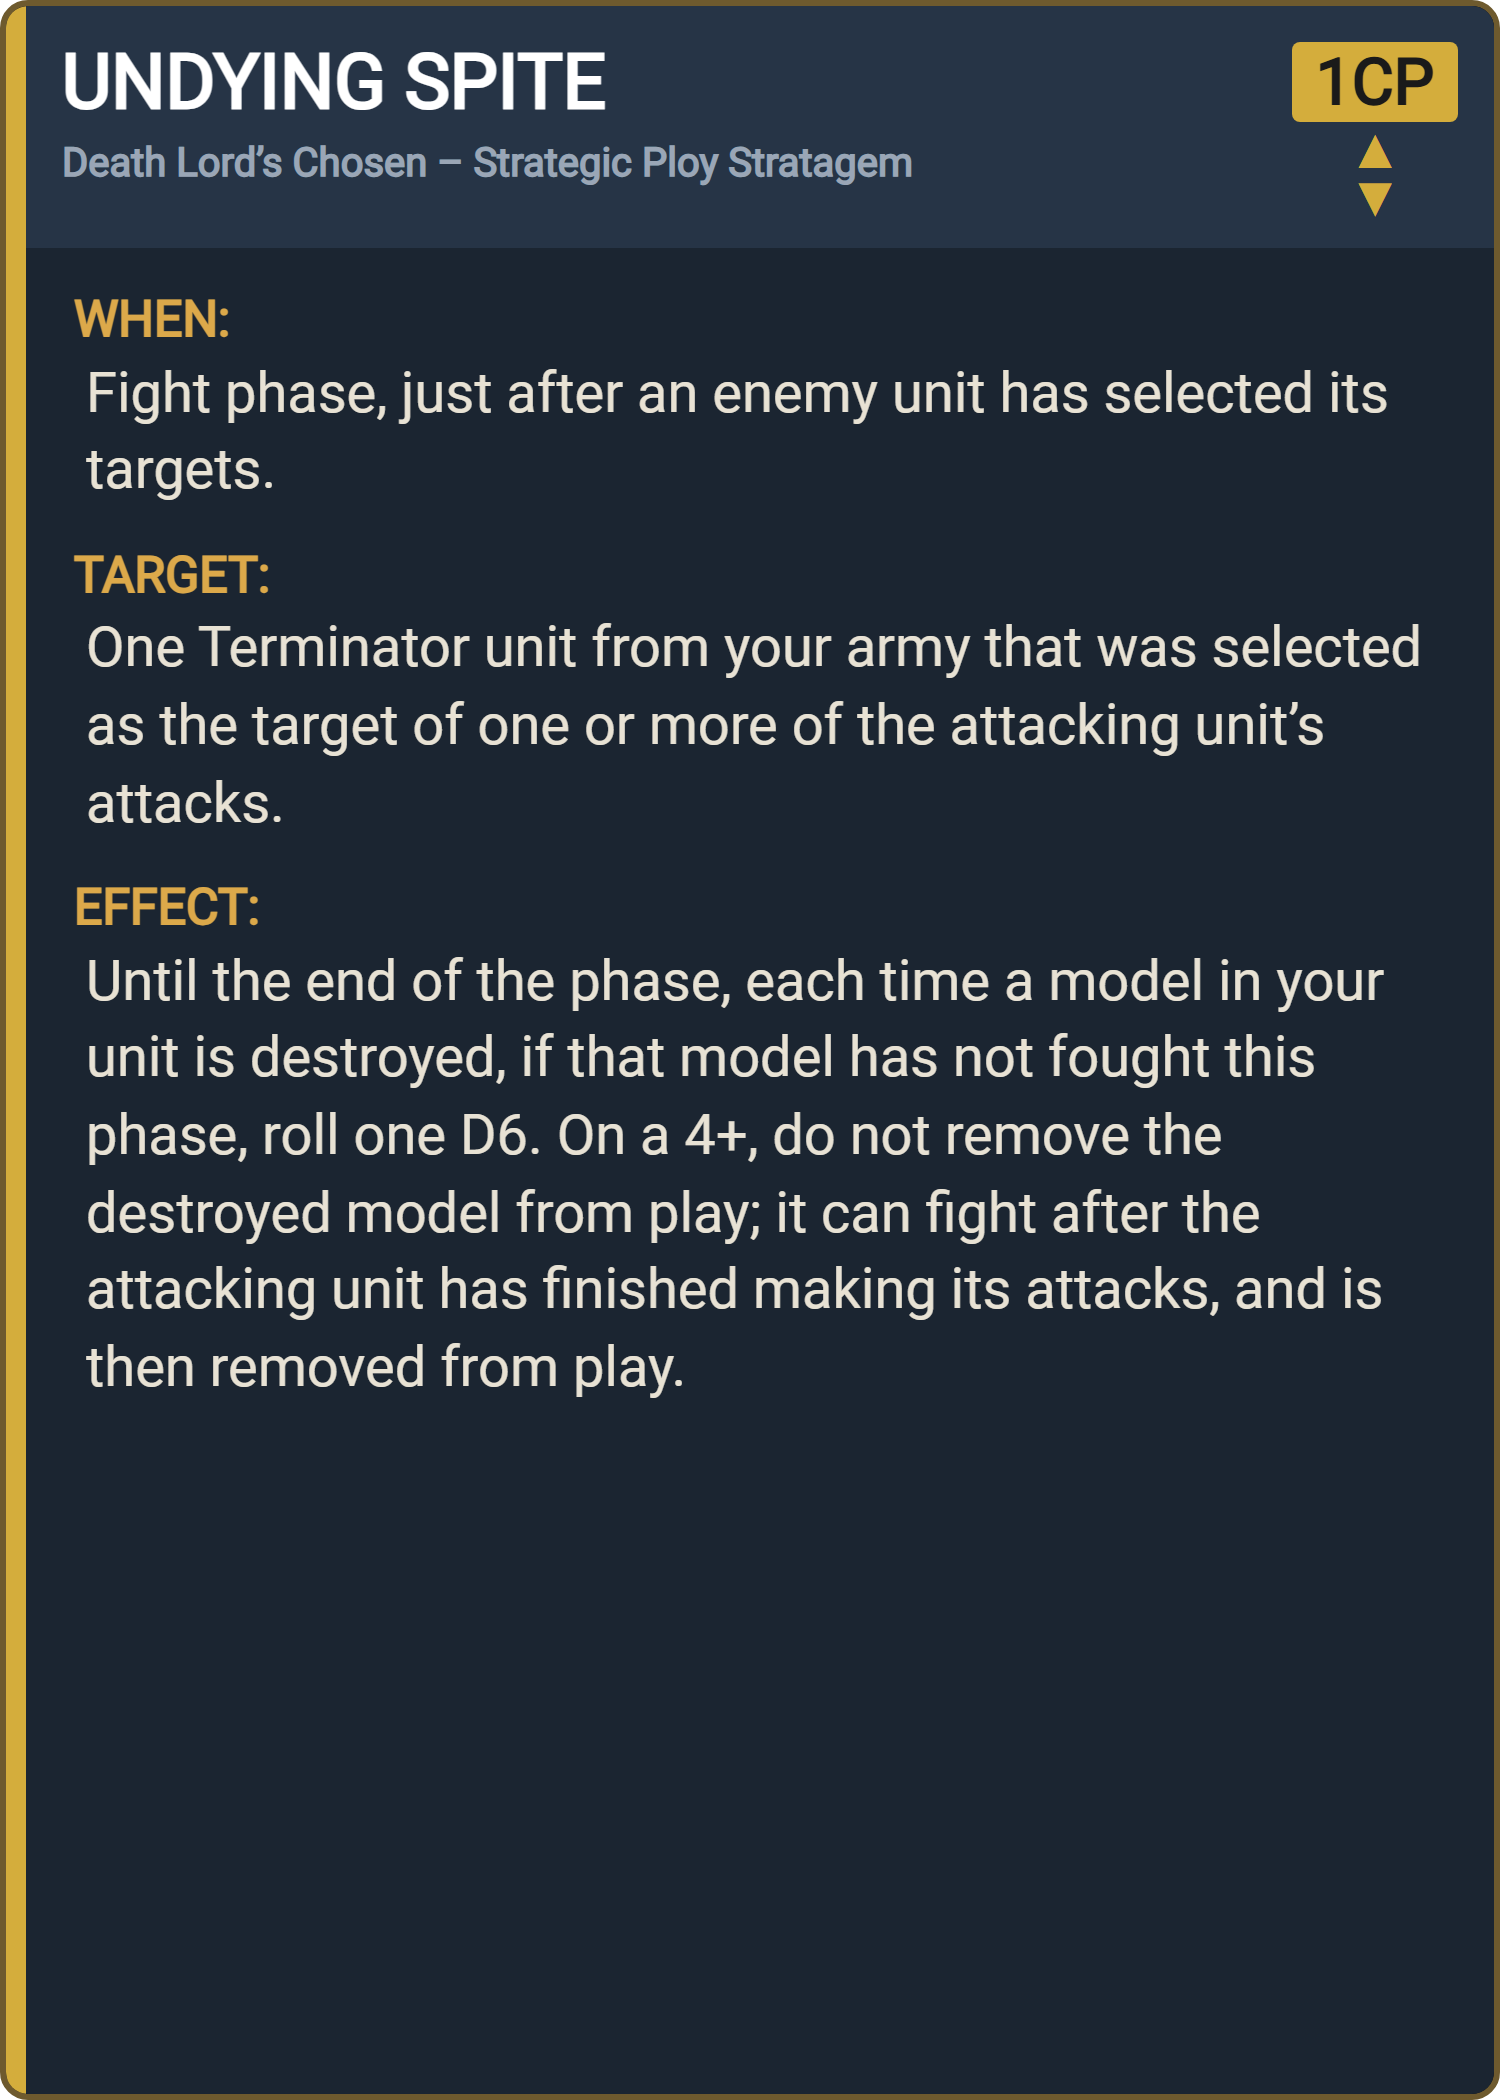 UNDYING SPITE
1CP
Death Lord’s Chosen – Strategic Ploy Stratagem
WHEN:
Fight phase, just after an enemy unit has selected its
targets.
TARGET:
One Terminator unit from your army that was selected
as the target of one or more of the attacking unit’s
attacks.
EFFECT:
Until the end of the phase, each time a model in your
unit is destroyed, if that model has not fought this
phase, roll one D6. On a 4+, do not remove the
destroyed model from play; it can fight after the
attacking unit has finished making its attacks, and is
then removed from play.